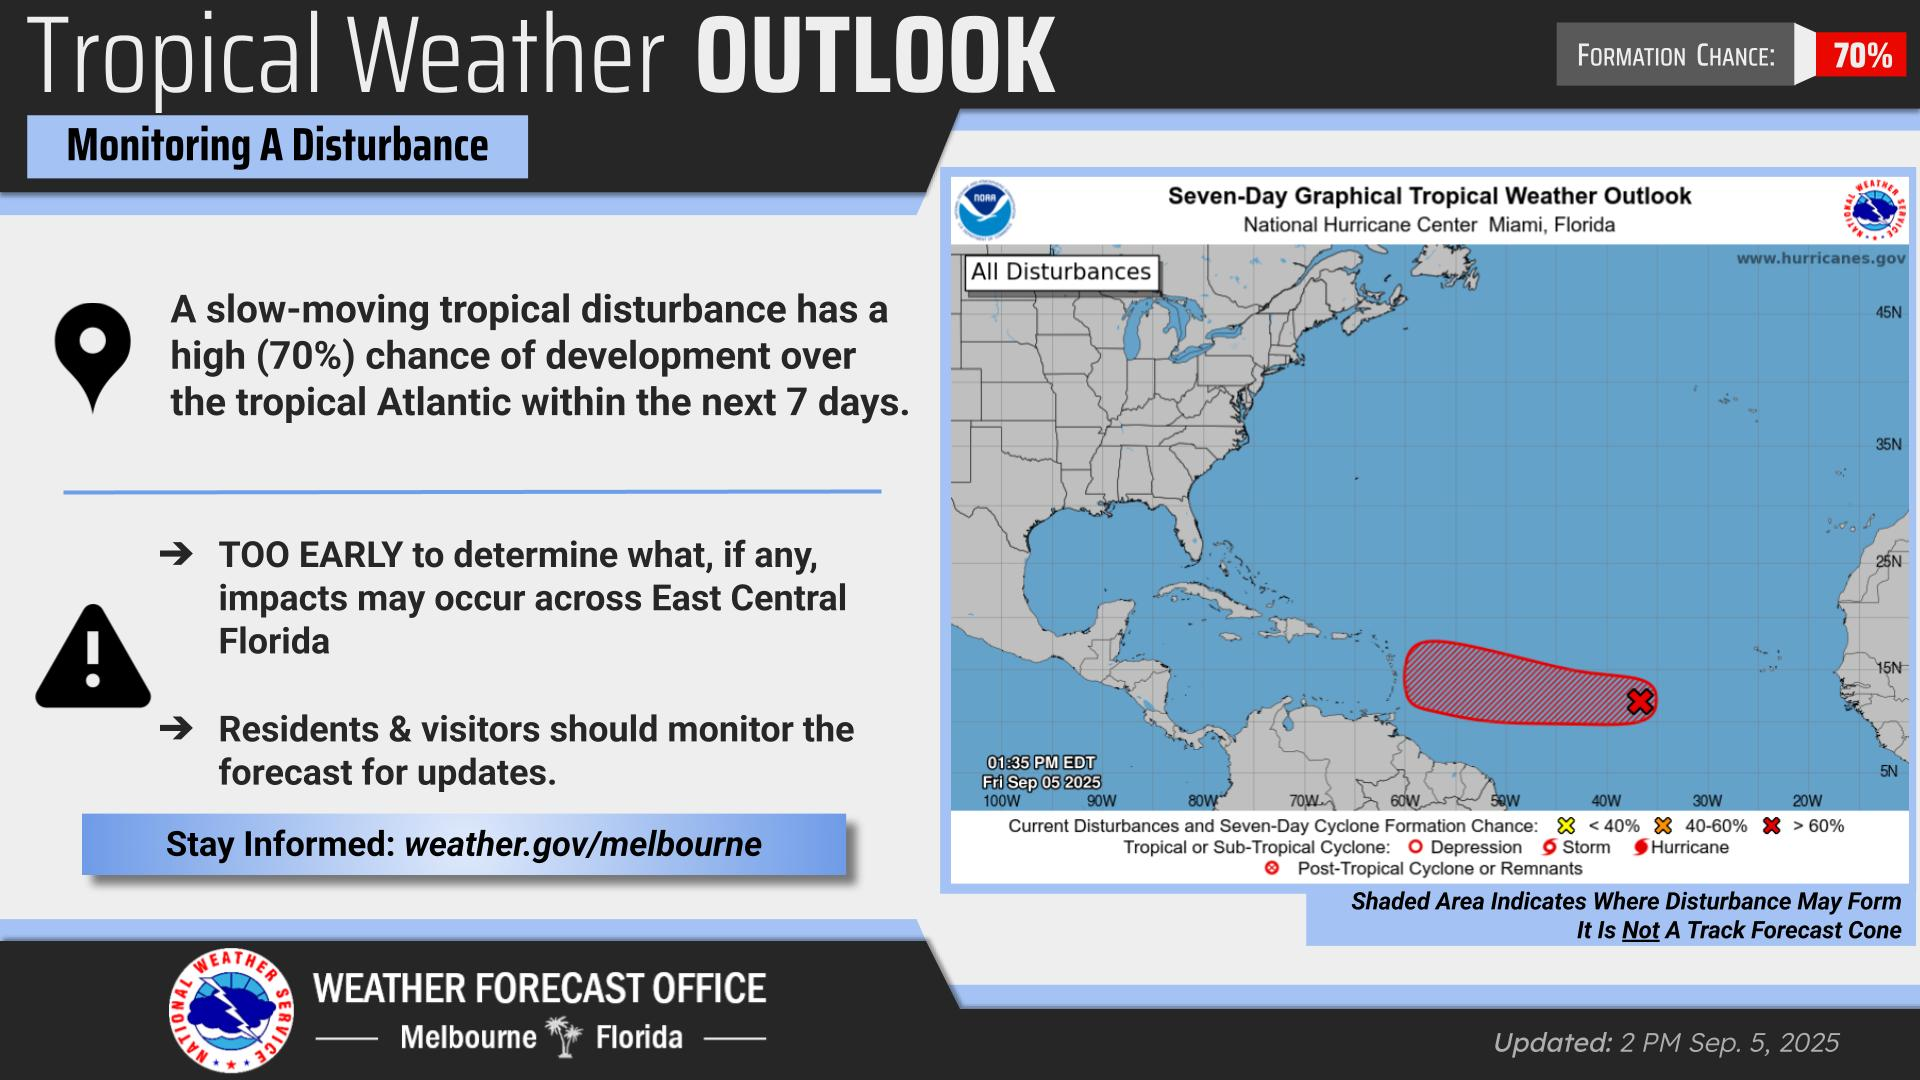 Tropical Weather OUTLOOK
FORMATION CHANCE: 70%
Monitoring A Disturbance
A slow-moving tropical disturbance has a
high (70%) chance of development over
the tropical Atlantic within the next 7 days.
➔ TOO EARLY to determine what, if any,
impacts may occur across East Central
Florida
➔ Residents & visitors should monitor the
forecast for updates.
Stay Informed: weather.gov/melbourne
NOAA
Seven-Day Graphical Tropical Weather Outlook
National Hurricane Center Miami, Florida
NATIONAL WEATHER SERVICE
All Disturbances
www.hurricanes.gov
45N
35N
25N
15N
5N
01:35 PM EDT
Fri Sep 05 2025
100W 90W 80W 70W 60W 50W 40W 30W 20W
Current Disturbances and Seven-Day Cyclone Formation Chance: < 40% 40-60% > 60%
Tropical or Sub-Tropical Cyclone: Depression Storm Hurricane
Post-Tropical Cyclone or Remnants
Shaded Area Indicates Where Disturbance May Form
It Is Not A Track Forecast Cone
NATIONAL WEATHER SERVICE
WEATHER FORECAST OFFICE
Melbourne Florida
Updated: 2 PM Sep. 5, 2025